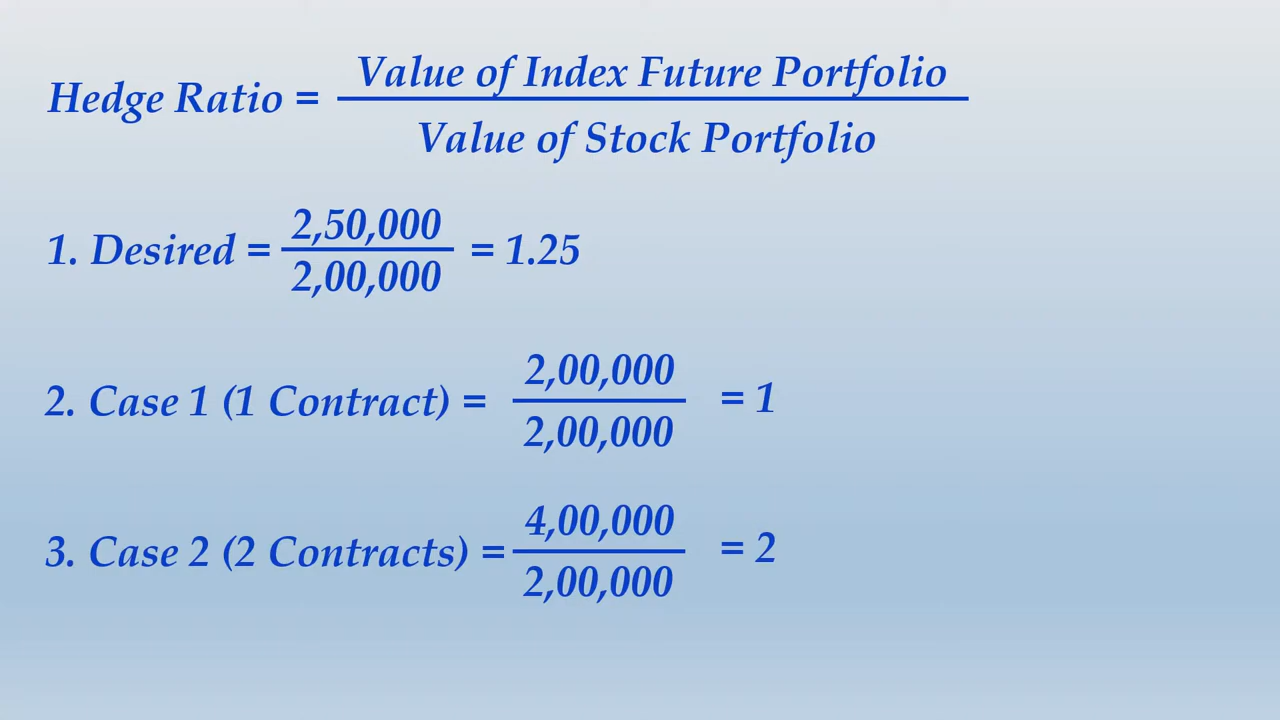 Hedge Ratio = Value of Index Future Portfolio
Value of Stock Portfolio
1. Desired = 2,50,000 = 1.25
2,00,000
2. Case 1 (1 Contract) = 2,00,000 = 1
2,00,000
3. Case 2 (2 Contracts) = 4,00,000 = 2
2,00,000